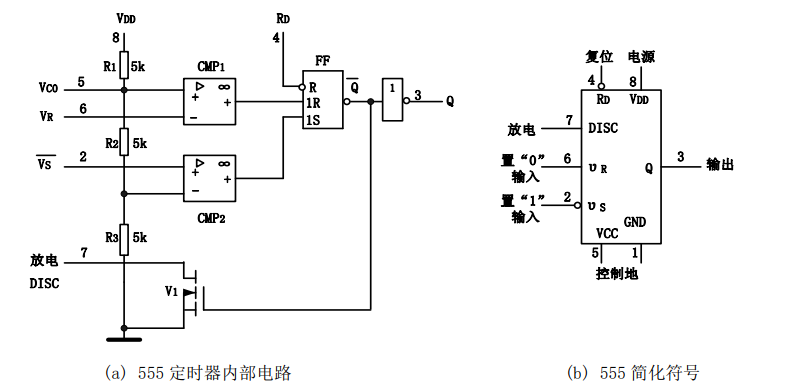 VDD
8
RD
4
R1
5k
CMP1
FF
VCO
5
▷ ∞
+
+
R
Q
1
3
Q
VR
6
−
1R
1S
R2
5k
VS
2
▷ ∞
+
+
−
CMP2
R3
5k
放电
7
DISC
V1
(a) 555 定时器内部电路
复位
电源
4
8
RD
VDD
放电
7
DISC
置“0”
输入
6
υR
Q
3
输出
置“1”
输入
2
υS
GND
VCC
5
1
控制地
(b) 555 简化符号